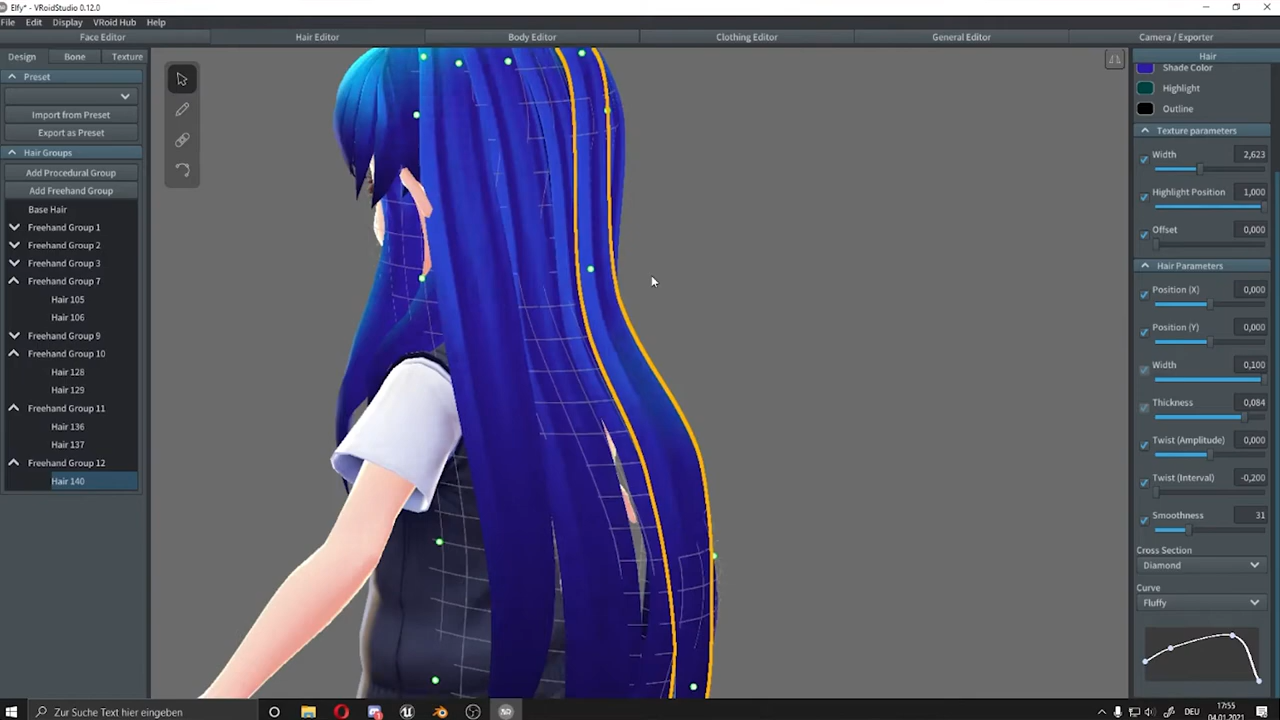 Elfy* - VRoidStudio 0.12.0
File Edit Display VRoid Hub Help
Face Editor Hair Editor Body Editor Clothing Editor General Editor Camera / Exporter
Design Bone Texture
Preset
Import from Preset
Export as Preset
Hair Groups
Add Procedural Group
Add Freehand Group
Base Hair
Freehand Group 1
Freehand Group 2
Freehand Group 3
Freehand Group 7
Hair 105
Hair 106
Freehand Group 9
Freehand Group 10
Hair 128
Hair 129
Freehand Group 11
Hair 136
Hair 137
Freehand Group 12
Hair 140
Hair
Shade Color
Highlight
Outline
Texture parameters
Width 2,623
Highlight Position 1,000
Offset 0,000
Hair Parameters
Position (X) 0,000
Position (Y) 0,000
Width 0,100
Thickness 0,084
Twist (Amplitude) 0,000
Twist (Interval) -0,200
Smoothness 31
Cross Section
Diamond
Curve
Fluffy
Zur Suche Text hier eingeben
DEU
17:55